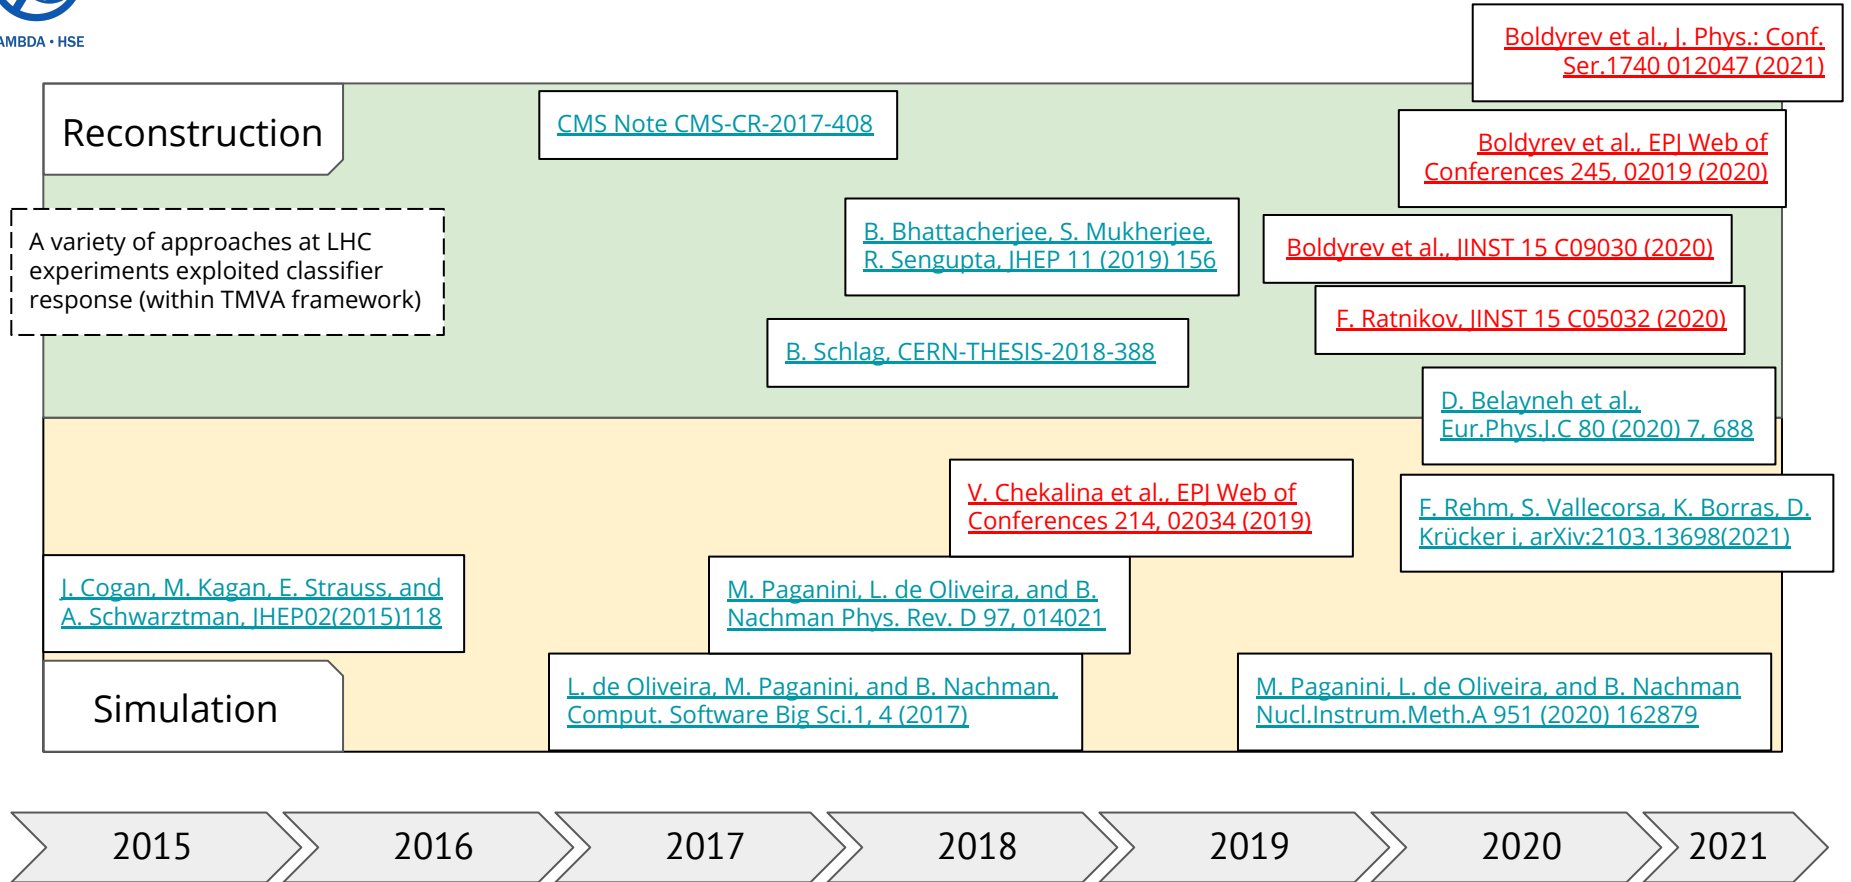 AMBDA • HSE
Boldyrev et al., J. Phys.: Conf.
Ser.1740 012047 (2021)
Reconstruction
CMS Note CMS-CR-2017-408
Boldyrev et al., EPJ Web of
Conferences 245, 02019 (2020)
A variety of approaches at LHC
experiments exploited classifier
response (within TMVA framework)
B. Bhattacherjee, S. Mukherjee,
R. Sengupta, JHEP 11 (2019) 156
Boldyrev et al., JINST 15 C09030 (2020)
F. Ratnikov, JINST 15 C05032 (2020)
B. Schlag, CERN-THESIS-2018-388
D. Belayneh et al.,
Eur.Phys.J.C 80 (2020) 7, 688
V. Chekalina et al., EPJ Web of
Conferences 214, 02034 (2019)
F. Rehm, S. Vallecorsa, K. Borras, D.
Krücker i, arXiv:2103.13698(2021)
J. Cogan, M. Kagan, E. Strauss, and
A. Schwarztman, JHEP02(2015)118
M. Paganini, L. de Oliveira, and B.
Nachman Phys. Rev. D 97, 014021
Simulation
L. de Oliveira, M. Paganini, and B. Nachman,
Comput. Software Big Sci.1, 4 (2017)
M. Paganini, L. de Oliveira, and B. Nachman
Nucl.Instrum.Meth.A 951 (2020) 162879
2015 2016 2017 2018 2019 2020 2021